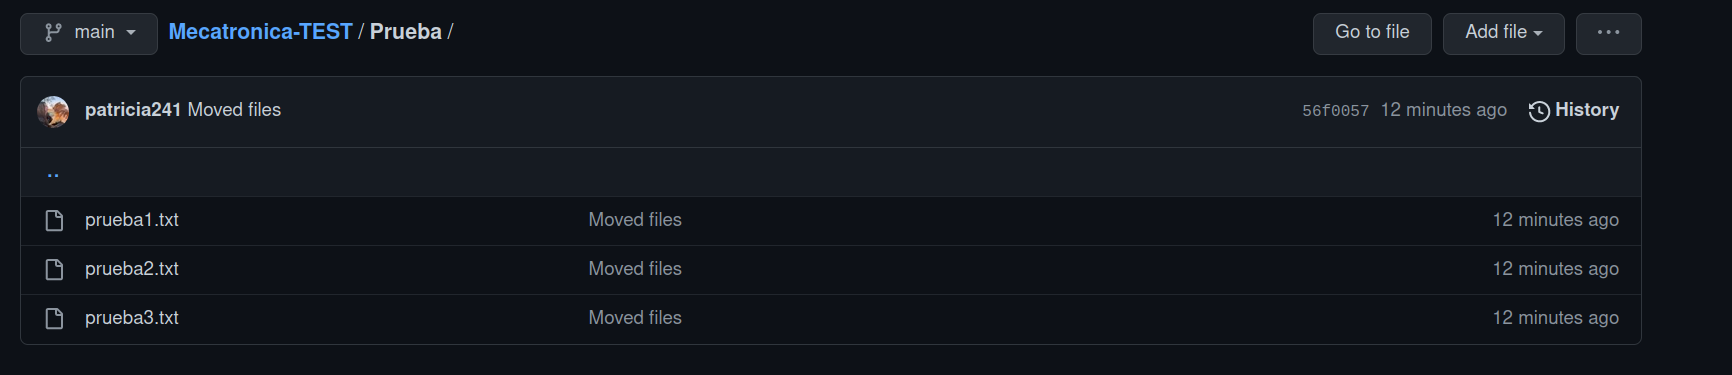 main Mecatronica-TEST / Prueba / Go to file Add file ...
patricia241 Moved files 56f0057 12 minutes ago History
..
prueba1.txt Moved files 12 minutes ago
prueba2.txt Moved files 12 minutes ago
prueba3.txt Moved files 12 minutes ago